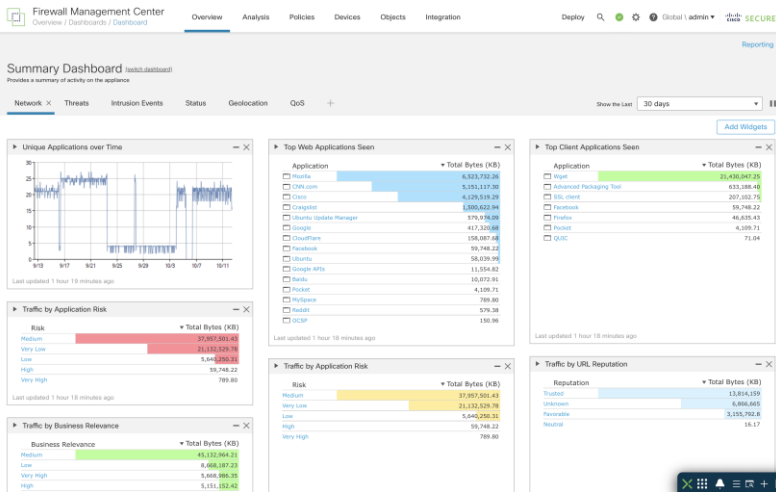 Firewall Management Center
Overview / Dashboards / Dashboard
Overview Analysis Policies Devices Objects Integration
Deploy Global \ admin SECURE
Reporting
Summary Dashboard (switch dashboard)
Provides a summary of activity on the appliance
Network × Threats Intrusion Events Status Geolocation QoS +
Show the Last 30 days
Add Widgets
Unique Applications over Time
30
25
20
15
10
5
0
9/13 9/17 9/21 9/25 9/29 10/3 10/7 10/11
Last updated 1 hour 18 minutes ago
Traffic by Application Risk
Risk Total Bytes (KB)
Medium 37,957,501.43
Very Low 21,132,529.78
Low 5,640,250.31
High 59,748.22
Very High 789.80
Last updated 1 hour 18 minutes ago
Traffic by Business Relevance
Business Relevance Total Bytes (KB)
Medium 45,132,964.21
Low 8,668,187.23
Very High 5,668,986.35
High 5,151,152.42
Top Web Applications Seen
Application Total Bytes (KB)
Mozilla 6,523,732.26
CNN.com 5,151,117.30
Cisco 4,129,519.29
Craigslist 1,500,622.94
Ubuntu Update Manager 579,974.09
Google 417,320.68
CloudFlare 158,087.68
Facebook 59,748.22
Ubuntu 58,039.99
Google APIs 11,554.82
Baidu 10,072.91
Pocket 4,109.71
MySpace 789.80
Reddit 579.38
OCSP 150.96
Last updated 1 hour 18 minutes ago
Traffic by Application Risk
Risk Total Bytes (KB)
Medium 37,957,501.43
Very Low 21,132,529.78
Low 5,640,250.31
High 59,748.22
Very High 789.80
Top Client Applications Seen
Application Total Bytes (KB)
Wget 21,430,047.25
Advanced Packaging Tool 633,188.40
SSL client 207,102.75
Facebook 59,748.22
Firefox 46,635.43
Pocket 4,109.71
QUIC 71.04
Last updated 1 hour 18 minutes ago
Traffic by URL Reputation
Reputation Total Bytes (KB)
Trusted 13,814,159
Unknown 6,866,665
Favorable 3,155,792.8
Neutral 16.17